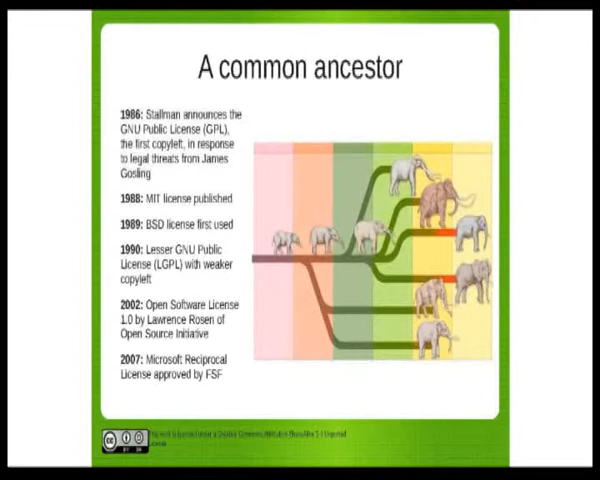 A common ancestor
1986: Stallman announces the
GNU Public License (GPL),
the first copyleft, in response
to legal threats from James
Gosling
1988: MIT license published
1989: BSD license first used
1990: Lesser GNU Public
License (LGPL) with weaker
copyleft
2002: Open Software License
1.0 by Lawrence Rosen of
Open Source Initiative
2007: Microsoft Reciprocal
License approved by FSF
cc
BY SA